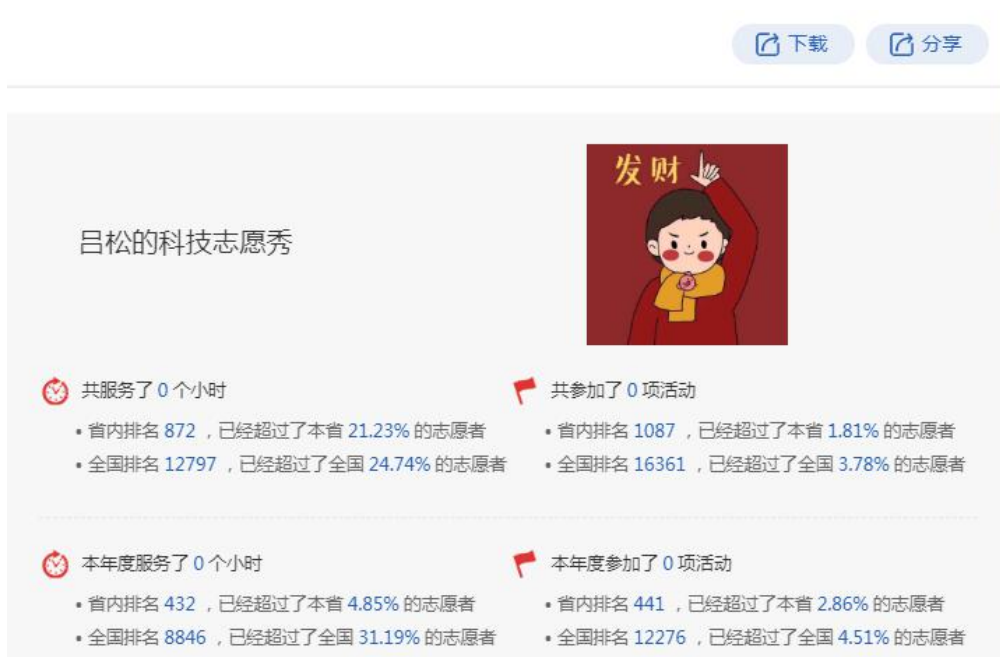 下载 分享
发财
吕松的科技志愿秀
共服务了 0 个小时
• 省内排名 872 ，已经超过了本省 21.23% 的志愿者
• 全国排名 12797 ，已经超过了全国 24.74% 的志愿者
共参加了 0 项活动
• 省内排名 1087 ，已经超过了本省 1.81% 的志愿者
• 全国排名 16361 ，已经超过了全国 3.78% 的志愿者
本年度服务了 0 个小时
• 省内排名 432 ，已经超过了本省 4.85% 的志愿者
• 全国排名 8846 ，已经超过了全国 31.19% 的志愿者
本年度参加了 0 项活动
• 省内排名 441 ，已经超过了本省 2.86% 的志愿者
• 全国排名 12276 ，已经超过了全国 4.51% 的志愿者